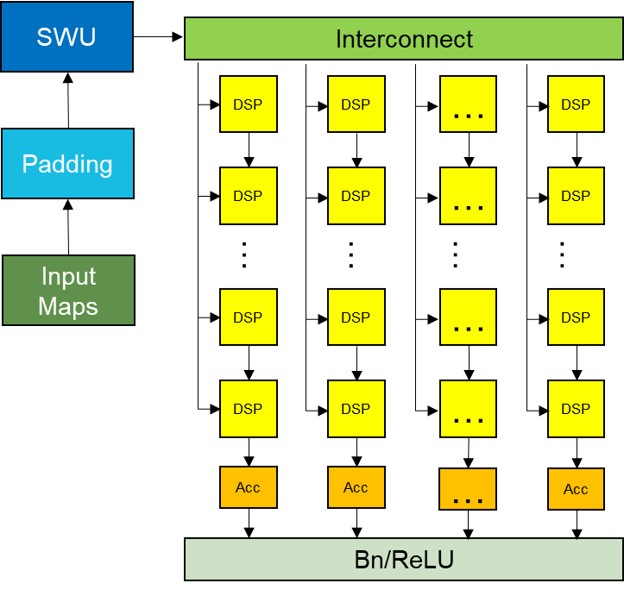 SWU
Interconnect
DSP DSP ... DSP
Padding
DSP DSP ... DSP
⋮ ⋮ ⋮ ⋮
Input
Maps
DSP DSP ... DSP
DSP DSP ... DSP
Acc Acc ... Acc
Bn/ReLU